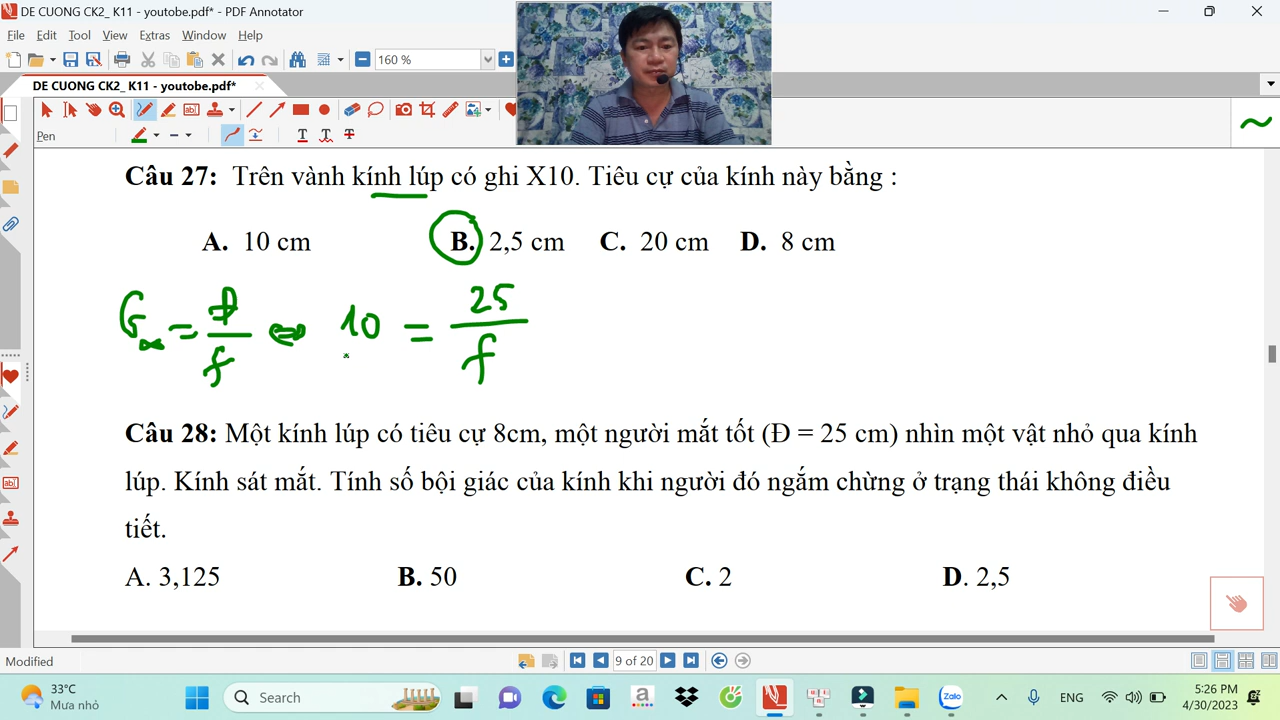 DE CUONG CK2_ K11 - youtobe.pdf* - PDF Annotator
File Edit Tool View Extras Window Help
160 %
DE CUONG CK2_ K11 - youtobe.pdf*
Pen
Câu 27: Trên vành kính lúp có ghi X10. Tiêu cự của kính này bằng :
A. 10 cm B. 2,5 cm C. 20 cm D. 8 cm
G∞ = Đ/f ⇔ 10 = 25/f
Câu 28: Một kính lúp có tiêu cự 8cm, một người mắt tốt (Đ = 25 cm) nhìn một vật nhỏ qua kính
lúp. Kính sát mắt. Tính số bội giác của kính khi người đó ngắm chừng ở trạng thái không điều
tiết.
A. 3,125 B. 50 C. 2 D. 2,5
Modified 9 of 20
33°C
Mưa nhỏ
Search
a
Zalo
ENG
5:26 PM
4/30/2023